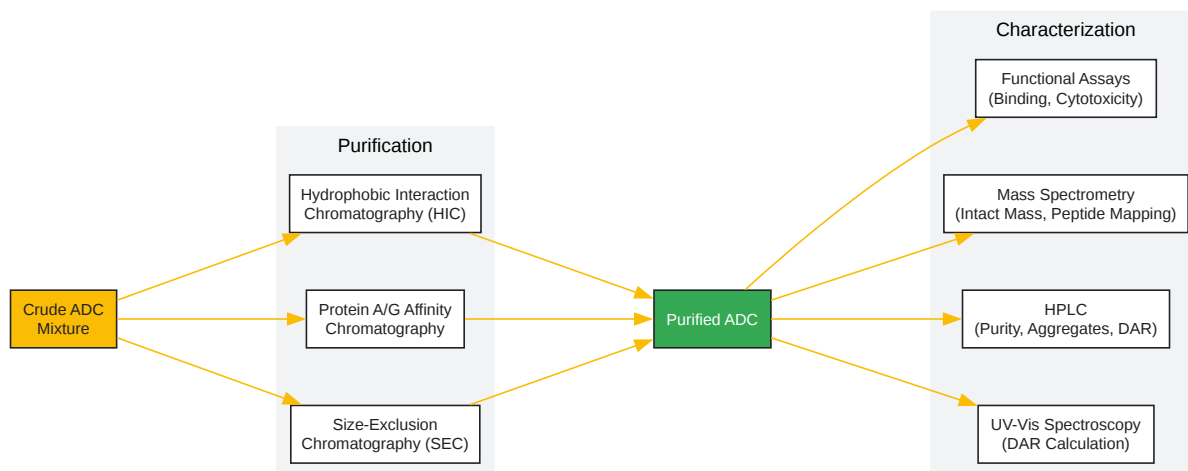 Crude ADC
Mixture
Purification
Hydrophobic Interaction
Chromatography (HIC)
Protein A/G Affinity
Chromatography
Size-Exclusion
Chromatography (SEC)
Purified ADC
Characterization
Functional Assays
(Binding, Cytotoxicity)
Mass Spectrometry
(Intact Mass, Peptide Mapping)
HPLC
(Purity, Aggregates, DAR)
UV-Vis Spectroscopy
(DAR Calculation)